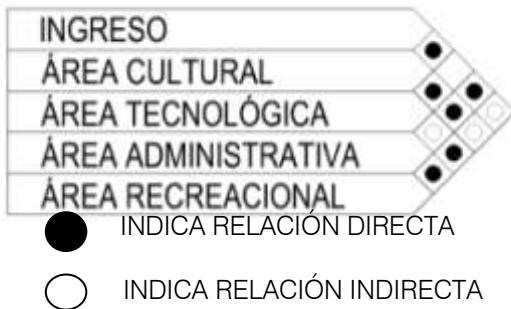 INGRESO
ÁREA CULTURAL
ÁREA TECNOLÓGICA
ÁREA ADMINISTRATIVA
ÁREA RECREACIONAL
INDICA RELACIÓN DIRECTA
INDICA RELACIÓN INDIRECTA